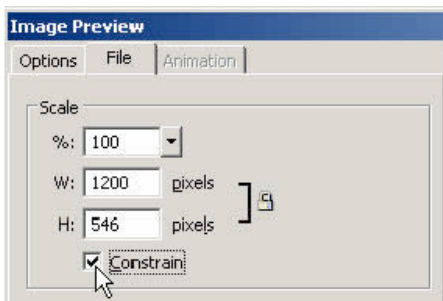 Image Preview
Options File Animation
Scale
%: 100
W: 1200 pixels
H: 546 pixels
Constrain